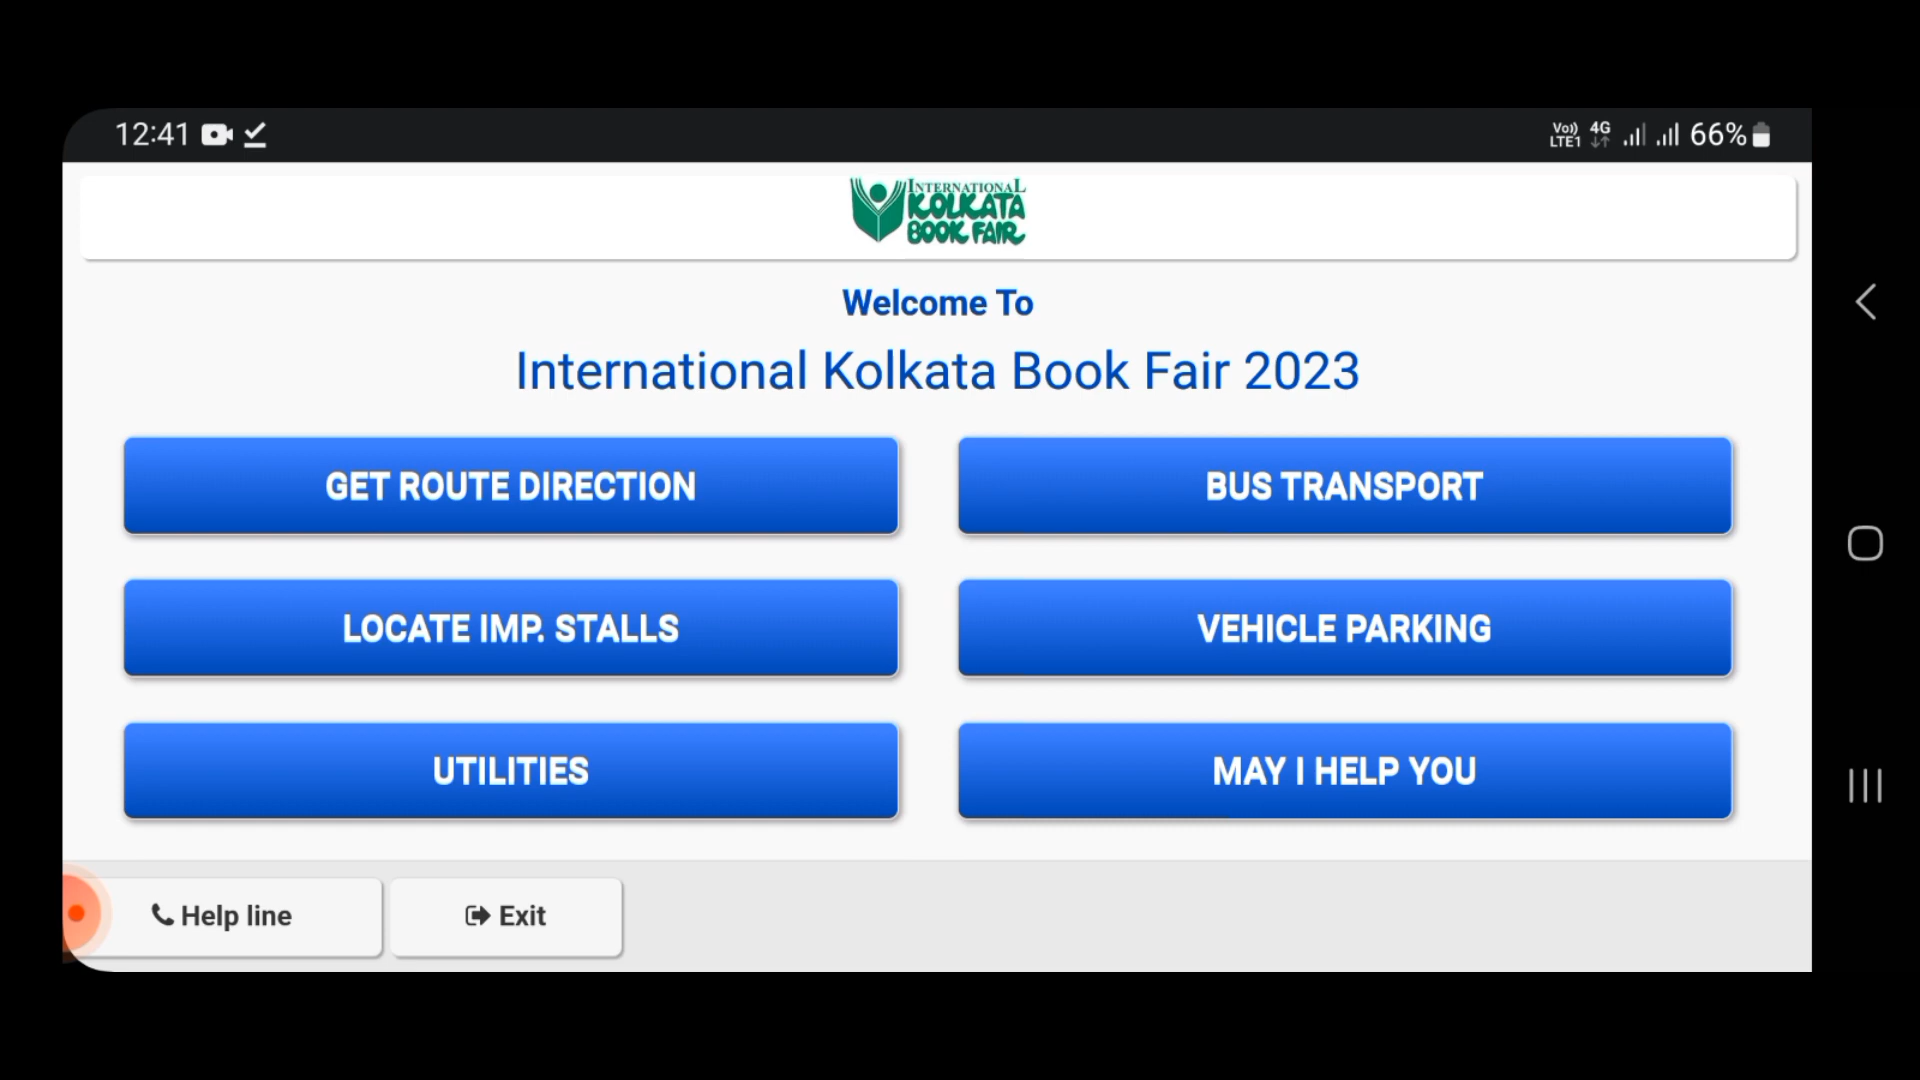 12:41
Vo)) LTE1 4G 66%
INTERNATIONAL
KOLKATA
BOOK FAIR
Welcome To
International Kolkata Book Fair 2023
GET ROUTE DIRECTION
BUS TRANSPORT
LOCATE IMP. STALLS
VEHICLE PARKING
UTILITIES
MAY I HELP YOU
Help line
Exit